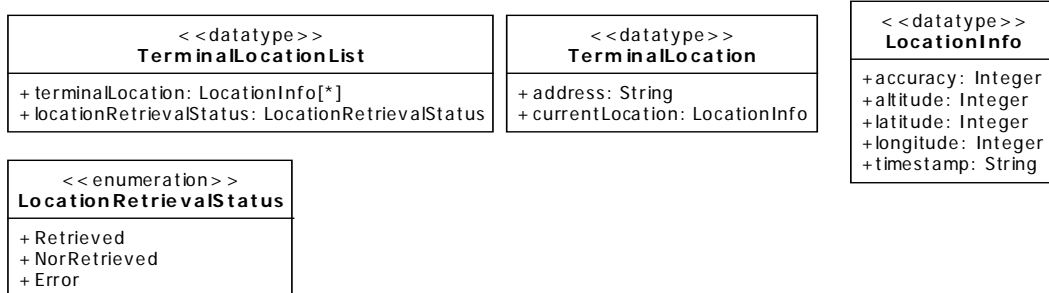 <<datatype>>
TerminalLocationList
+terminalLocation: LocationInfo[*]
+locationRetrievalStatus: LocationRetrievalStatus
<<datatype>>
TerminalLocation
+address: String
+currentLocation: LocationInfo
<<datatype>>
LocationInfo
+accuracy: Integer
+altitude: Integer
+latitude: Integer
+longitude: Integer
+timestamp: String
<<enumeration>>
LocationRetrievalStatus
+Retrieved
+NorRetrieved
+Error